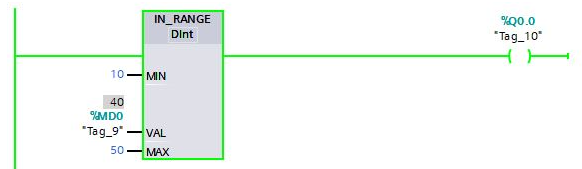 IN_RANGE
DInt
%Q0.0
"Tag_10"
10 MIN
40
%MD0
"Tag_9" VAL
50 MAX